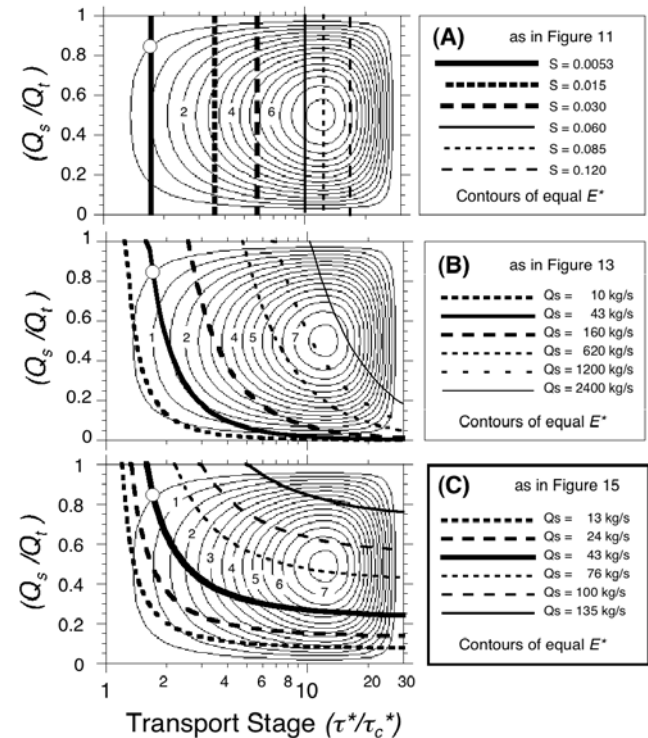 (A) as in Figure 11
S = 0.0053
S = 0.015
S = 0.030
S = 0.060
S = 0.085
S = 0.120
Contours of equal E*
(Q_s /Q_t)
1
0.8
0.6
0.4
0.2
0
2 4 6
(B) as in Figure 13
Qs = 10 kg/s
Qs = 43 kg/s
Qs = 160 kg/s
Qs = 620 kg/s
Qs = 1200 kg/s
Qs = 2400 kg/s
Contours of equal E*
(Q_s /Q_t)
1
0.8
0.6
0.4
0.2
0
1 2 4 5 7
(C) as in Figure 15
Qs = 13 kg/s
Qs = 24 kg/s
Qs = 43 kg/s
Qs = 76 kg/s
Qs = 100 kg/s
Qs = 135 kg/s
Contours of equal E*
(Q_s /Q_t)
1
0.8
0.6
0.4
0.2
0
1
2
3
4
5
6
7
1 2 4 6 8 10 20 30
Transport Stage (τ*/τ_c*)